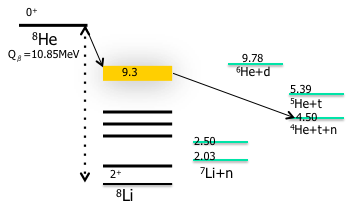 0⁺
⁸He
Qᵦ =10.85MeV
9.3
9.78
⁶He+d
5.39
⁵He+t
4.50
⁴He+t+n
2.50
2.03
⁷Li+n
2⁺
⁸Li